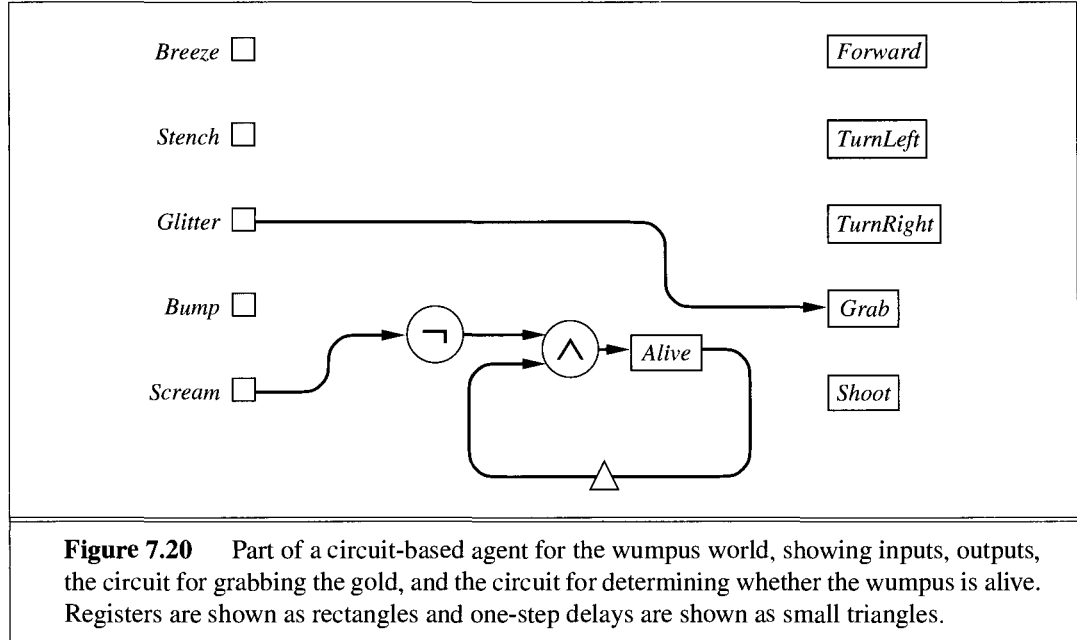 Breeze
Forward
Stench
TurnLeft
Glitter
TurnRight
Bump
Grab
¬
∧
Alive
Scream
Shoot
Figure 7.20 Part of a circuit-based agent for the wumpus world, showing inputs, outputs,
the circuit for grabbing the gold, and the circuit for determining whether the wumpus is alive.
Registers are shown as rectangles and one-step delays are shown as small triangles.